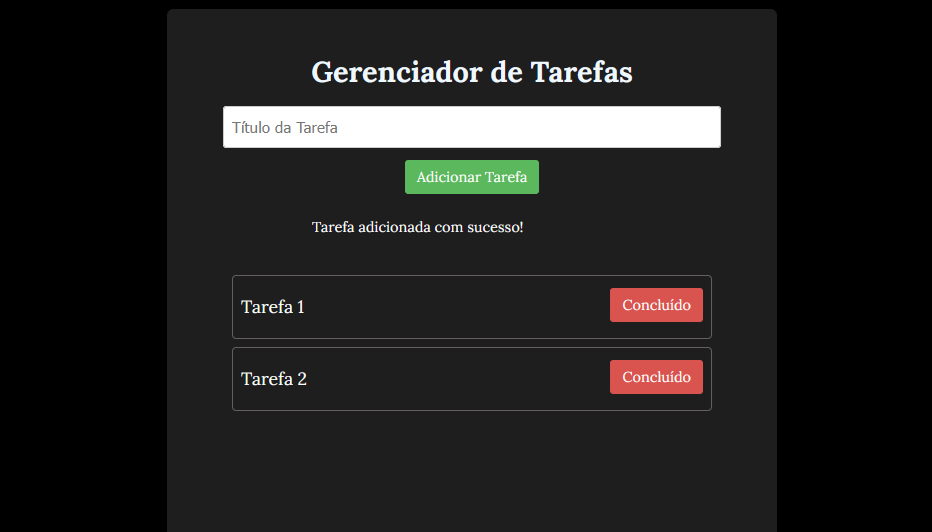 Gerenciador de Tarefas
Título da Tarefa
Adicionar Tarefa
Tarefa adicionada com sucesso!
Tarefa 1
Concluído
Tarefa 2
Concluído